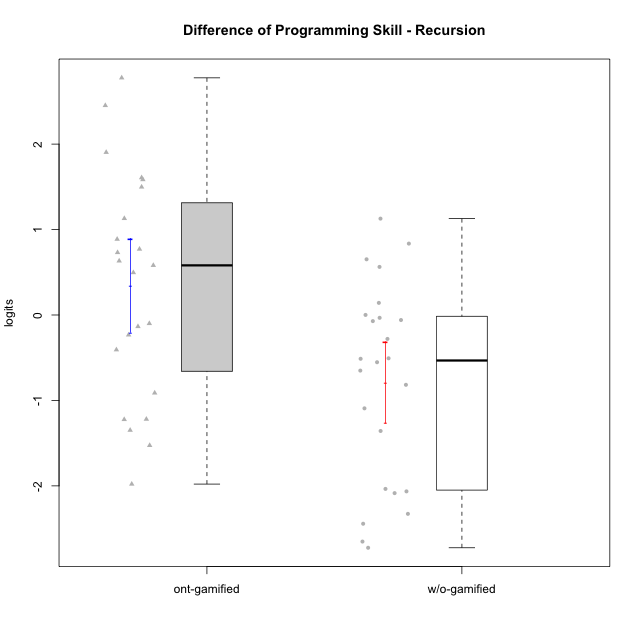 Difference of Programming Skill - Recursion
logits
2
1
0
-1
-2
ont-gamified
w/o-gamified